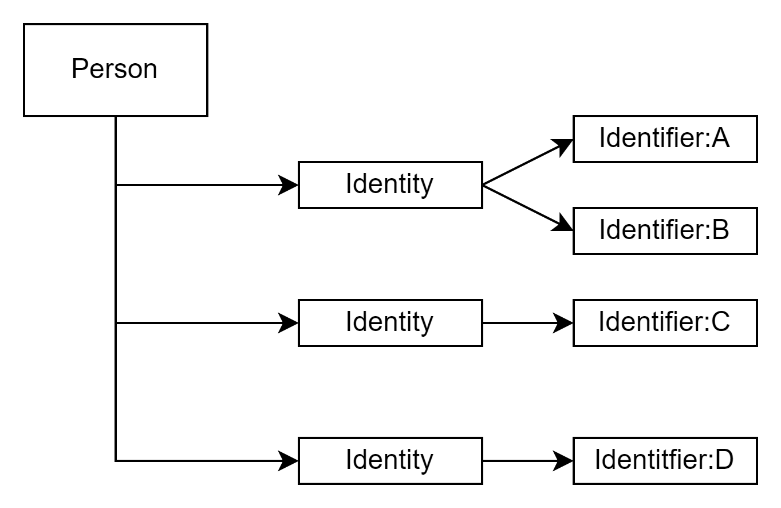 Person
Identifier:A
Identity
Identifier:B
Identity
Identifier:C
Identity
Identitfier:D